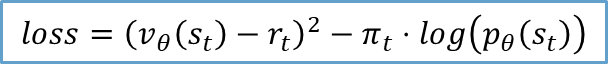 loss = (v_θ(s_t) − r_t)² − π_t · log(p_θ(s_t))